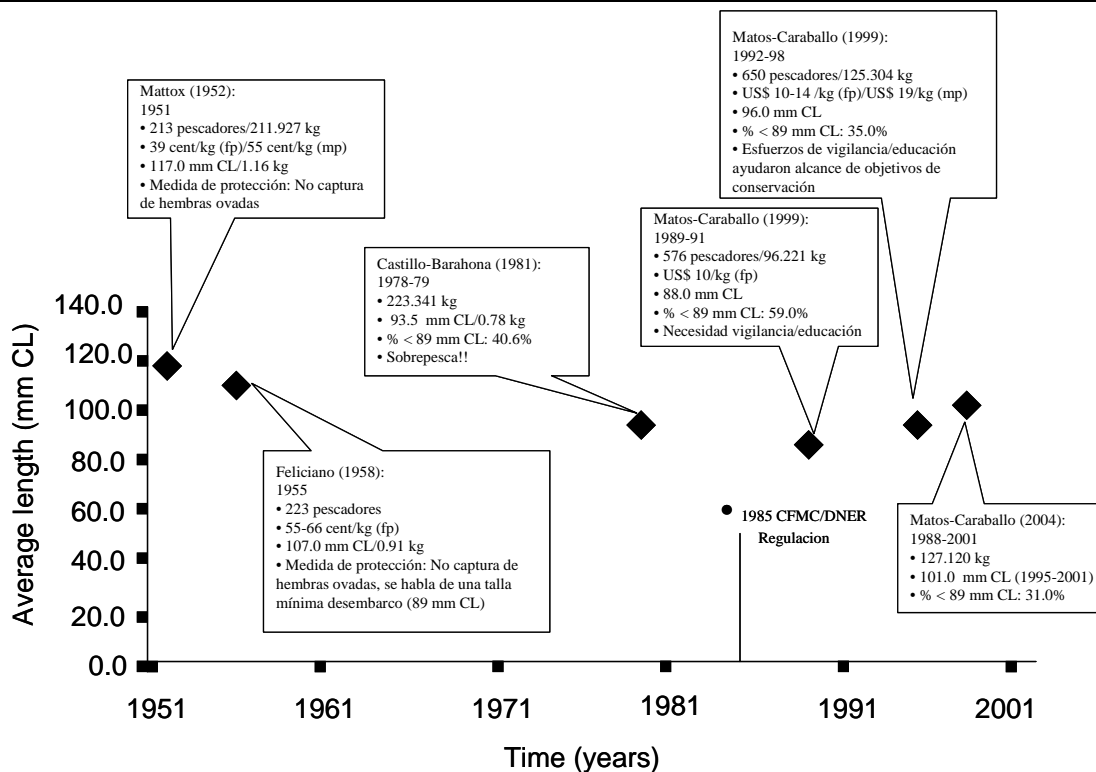 Mattox (1952):
1951
• 213 pescadores/211.927 kg
• 39 cent/kg (fp)/55 cent/kg (mp)
• 117.0 mm CL/1.16 kg
• Medida de protección: No captura
de hembras ovadas
Matos-Caraballo (1999):
1992-98
• 650 pescadores/125.304 kg
• US$ 10-14 /kg (fp)/US$ 19/kg (mp)
• 96.0 mm CL
• % < 89 mm CL: 35.0%
• Esfuerzos de vigilancia/educación
ayudaron alcance de objetivos de
conservación
Castillo-Barahona (1981):
1978-79
• 223.341 kg
• 93.5 mm CL/0.78 kg
• % < 89 mm CL: 40.6%
• Sobrepesca!!
Matos-Caraballo (1999):
1989-91
• 576 pescadores/96.221 kg
• US$ 10/kg (fp)
• 88.0 mm CL
• % < 89 mm CL: 59.0%
• Necesidad vigilancia/educación
Feliciano (1958):
1955
• 223 pescadores
• 55-66 cent/kg (fp)
• 107.0 mm CL/0.91 kg
• Medida de protección: No captura de
hembras ovadas, se habla de una talla
mínima desembarco (89 mm CL)
• 1985 CFMC/DNER
Regulacion
Matos-Caraballo (2004):
1988-2001
• 127.120 kg
• 101.0 mm CL (1995-2001)
• % < 89 mm CL: 31.0%
Average length (mm CL)
140.0
120.0
100.0
80.0
60.0
40.0
20.0
0.0
1951 1961 1971 1981 1991 2001
Time (years)